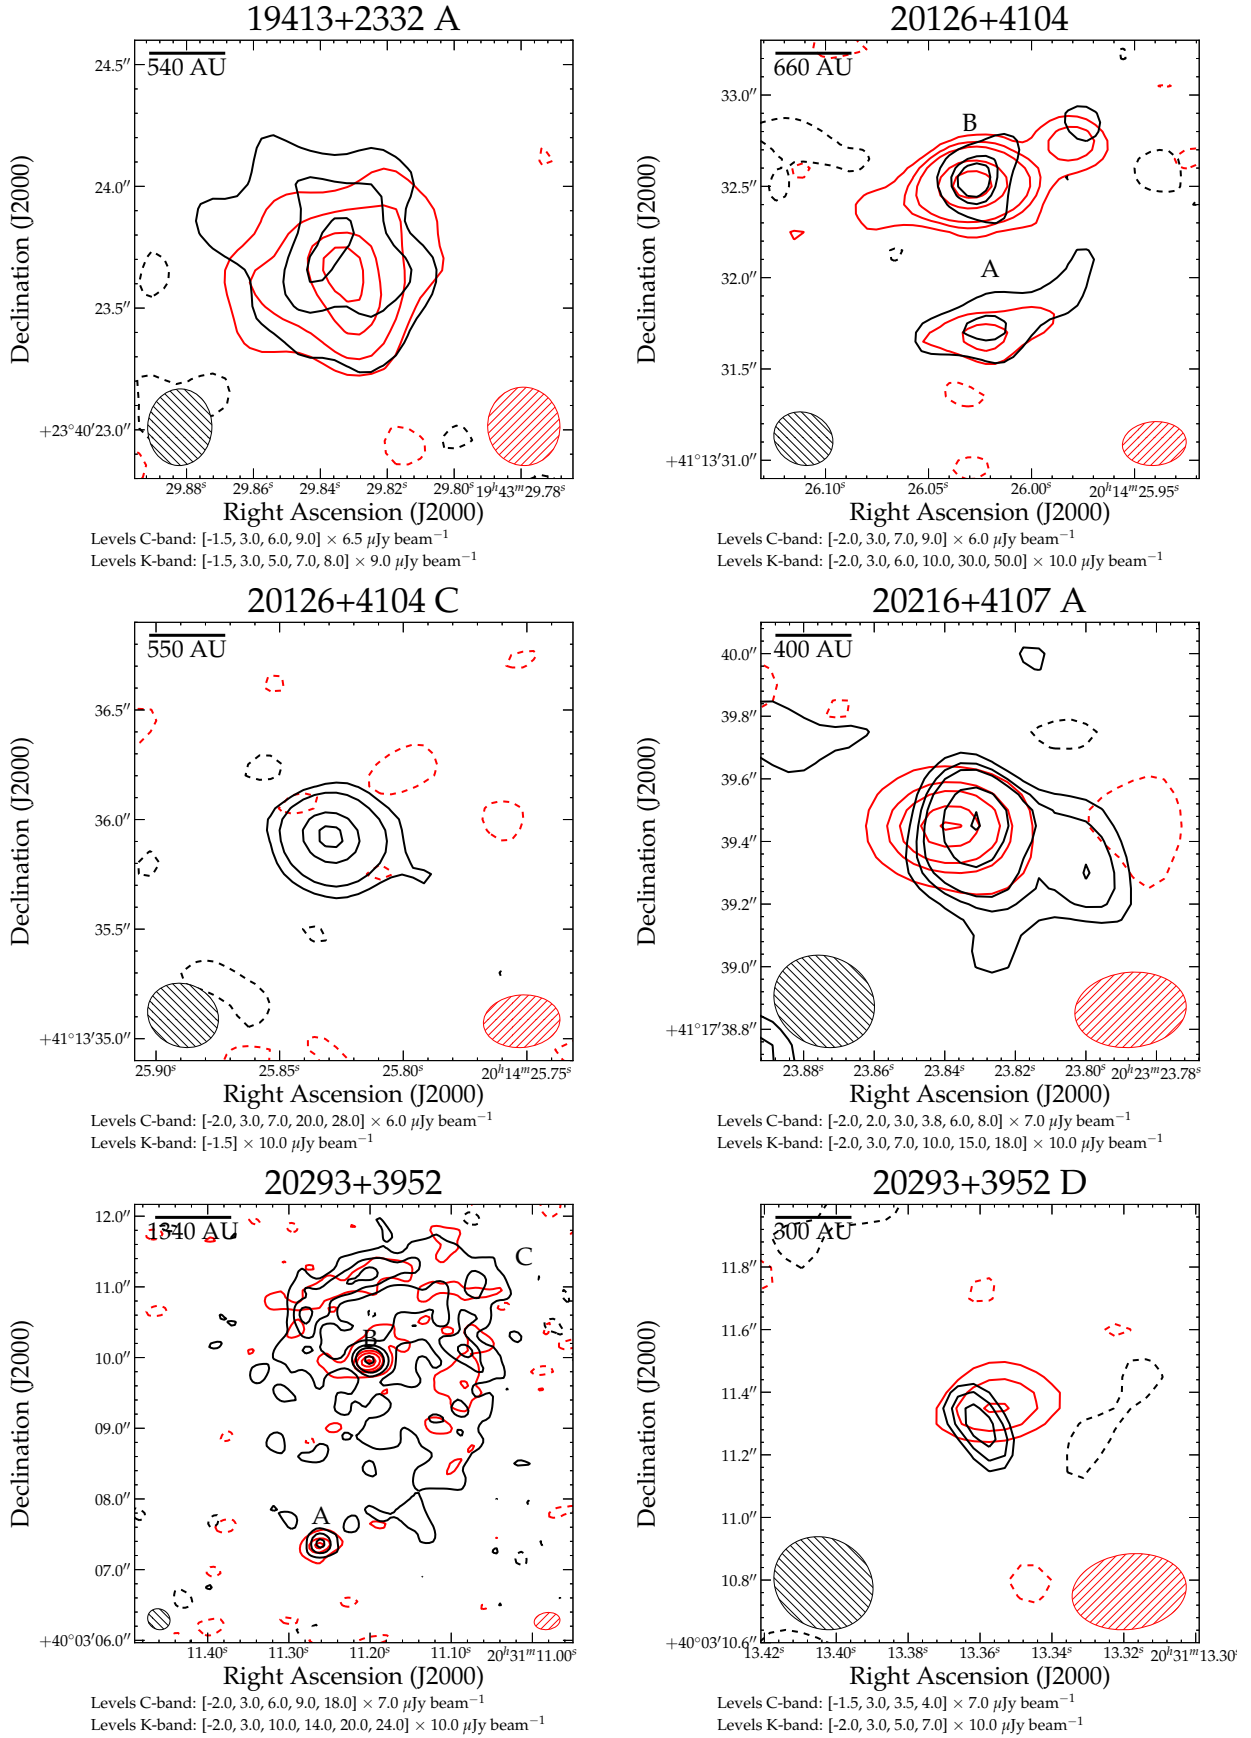 19413+2332 A
540 AU
24.5″
24.0″
23.5″
+23°40′23.0″
Declination (J2000)
29.88ˢ 29.86ˢ 29.84ˢ 29.82ˢ 29.80ˢ 19ʰ43ᵐ29.78ˢ
Right Ascension (J2000)
Levels C-band: [-1.5, 3.0, 6.0, 9.0] × 6.5 μJy beam⁻¹
Levels K-band: [-1.5, 3.0, 5.0, 7.0, 8.0] × 9.0 μJy beam⁻¹
20126+4104
660 AU
B
A
33.0″
32.5″
32.0″
31.5″
+41°13′31.0″
Declination (J2000)
26.10ˢ 26.05ˢ 26.00ˢ 20ʰ14ᵐ25.95ˢ
Right Ascension (J2000)
Levels C-band: [-2.0, 3.0, 7.0, 9.0] × 6.0 μJy beam⁻¹
Levels K-band: [-2.0, 3.0, 6.0, 10.0, 30.0, 50.0] × 10.0 μJy beam⁻¹
20126+4104 C
550 AU
36.5″
36.0″
35.5″
+41°13′35.0″
Declination (J2000)
25.90ˢ 25.85ˢ 25.80ˢ 20ʰ14ᵐ25.75ˢ
Right Ascension (J2000)
Levels C-band: [-2.0, 3.0, 7.0, 20.0, 28.0] × 6.0 μJy beam⁻¹
Levels K-band: [-1.5] × 10.0 μJy beam⁻¹
20216+4107 A
400 AU
40.0″
39.8″
39.6″
39.4″
39.2″
39.0″
+41°17′38.8″
Declination (J2000)
23.88ˢ 23.86ˢ 23.84ˢ 23.82ˢ 23.80ˢ 20ʰ23ᵐ23.78ˢ
Right Ascension (J2000)
Levels C-band: [-2.0, 2.0, 3.0, 3.8, 6.0, 8.0] × 7.0 μJy beam⁻¹
Levels K-band: [-2.0, 3.0, 7.0, 10.0, 15.0, 18.0] × 10.0 μJy beam⁻¹
20293+3952
1340 AU
C
B
A
12.0″
11.0″
10.0″
09.0″
08.0″
07.0″
+40°03′06.0″
Declination (J2000)
11.40ˢ 11.30ˢ 11.20ˢ 11.10ˢ 20ʰ31ᵐ11.00ˢ
Right Ascension (J2000)
Levels C-band: [-2.0, 3.0, 6.0, 9.0, 18.0] × 7.0 μJy beam⁻¹
Levels K-band: [-2.0, 3.0, 10.0, 14.0, 20.0, 24.0] × 10.0 μJy beam⁻¹
20293+3952 D
300 AU
11.8″
11.6″
11.4″
11.2″
11.0″
10.8″
+40°03′10.6″
Declination (J2000)
13.42ˢ 13.40ˢ 13.38ˢ 13.36ˢ 13.34ˢ 13.32ˢ 20ʰ31ᵐ13.30ˢ
Right Ascension (J2000)
Levels C-band: [-1.5, 3.0, 3.5, 4.0] × 7.0 μJy beam⁻¹
Levels K-band: [-2.0, 3.0, 5.0, 7.0] × 10.0 μJy beam⁻¹